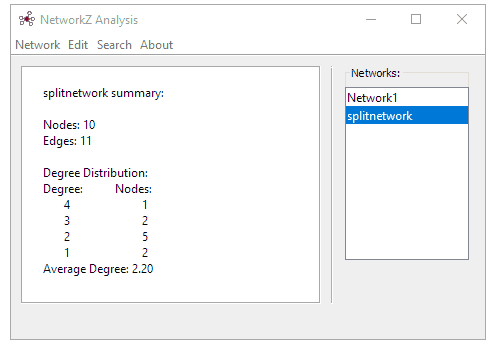 NetworkZ Analysis
Network Edit Search About
splitnetwork summary:
Nodes: 10
Edges: 11
Degree Distribution:
Degree: Nodes:
4 1
3 2
2 5
1 2
Average Degree: 2.20
Networks:
Network1
splitnetwork